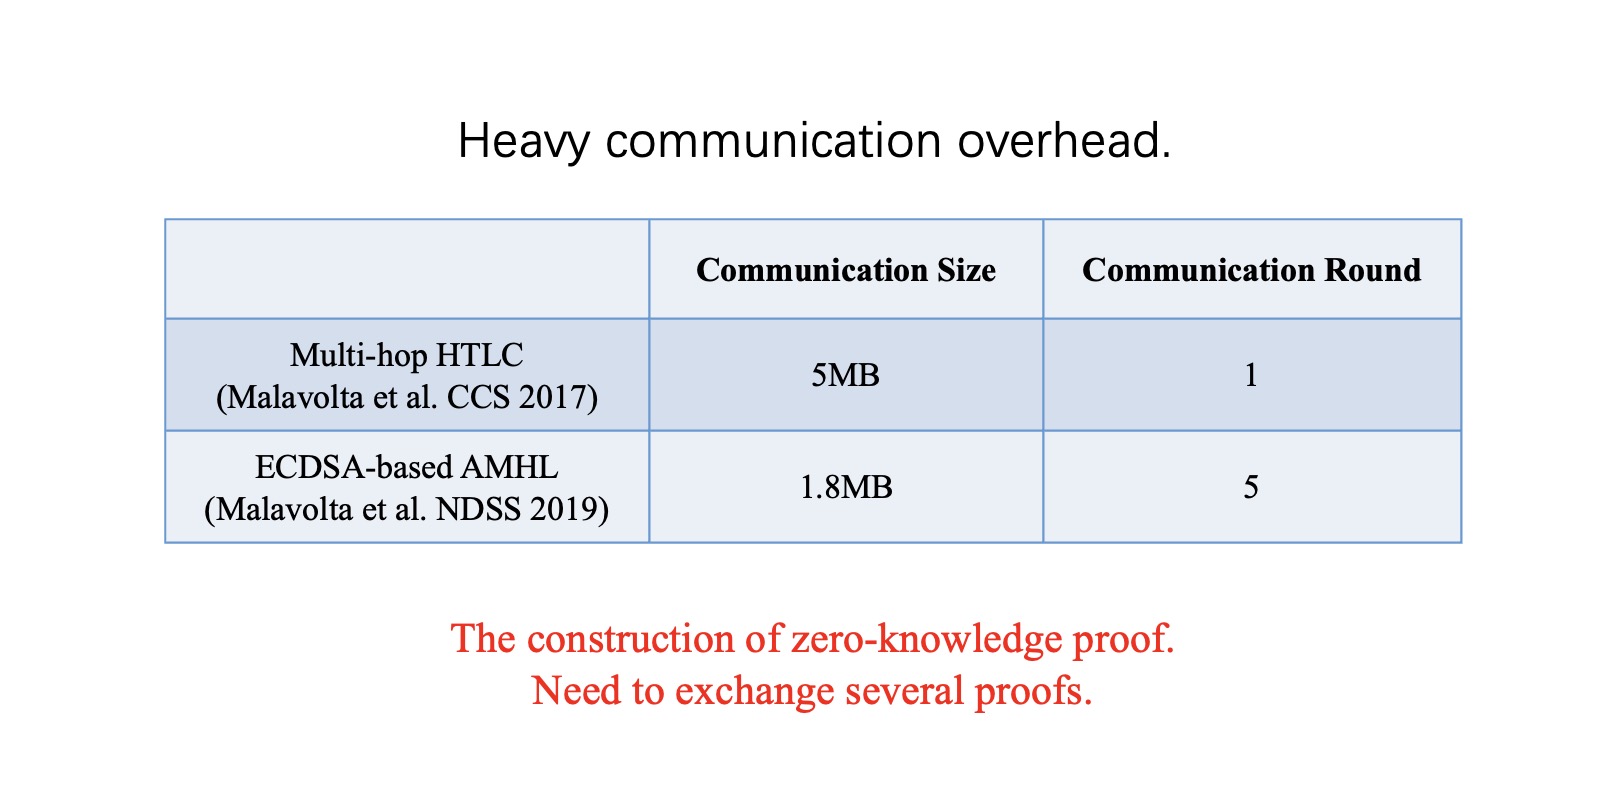 Heavy communication overhead.
Communication Size Communication Round
Multi-hop HTLC
(Malavolta et al. CCS 2017)
5MB 1
ECDSA-based AMHL
(Malavolta et al. NDSS 2019)
1.8MB 5
The construction of zero-knowledge proof.
Need to exchange several proofs.